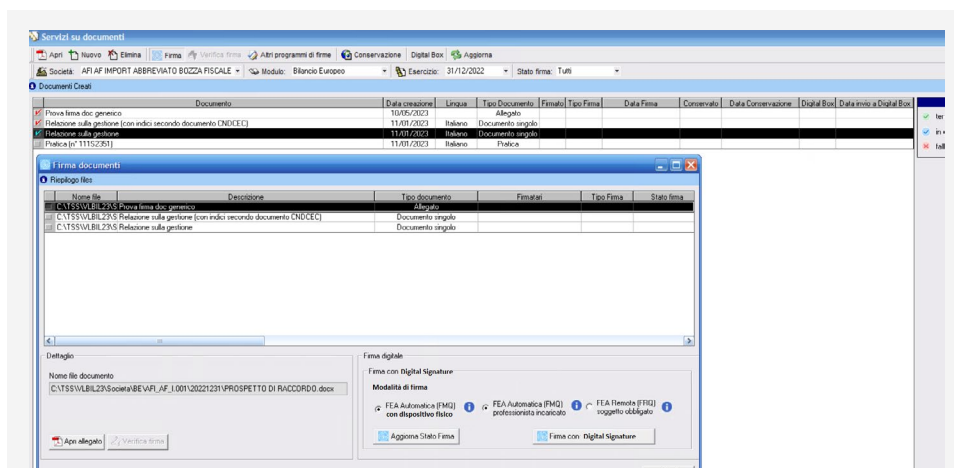 Servizi su documenti
Apri Nuovo Elimina Firma Verifica firma Altri programmi di firme Conservazione Digital Box Aggiorna
Società: AFI AF IMPORT ABBREVIATO BOZZA FISCALE Modulo: Bilancio Europeo Esercizio: 31/12/2022 Stato firma: Tutti
Documenti Creati
Documento Data creazione Lingua Tipo Documento Firmato Tipo Firma Data Firma Conservato Data Conservazione Digital Box Data invio a Digital Box
Prova firma doc generico 10/05/2023 Allegato
Relazione sulla gestione (con indici secondo documento CNDCEC) 11/01/2023 Italiano Documento singolo
Relazione sulla gestione 11/01/2023 Italiano Documento singolo
Pratica (n° 11152351) 11/01/2023 Italiano Pratica
Firma documenti
Riepilogo files
Nome file Descrizione Tipo documento Firmatari Tipo Firma Stato firma
C:\TSS\VLBIL23\S Prova firma doc generico Allegato
C:\TSS\VLBIL23\S Relazione sulla gestione (con indici secondo documento CNDCEC) Documento singolo
C:\TSS\VLBIL23\S Relazione sulla gestione Documento singolo
Dettaglio
Nome file documento
C:\TSS\VLBIL23\Societa\BE\AFI_AF_I.001\20221231\PROSPETTO DI RACCORDO.docx
Apri allegato Verifica firma
Firma digitale
Firma con Digital Signature
Modalità di firma
FEA Automatica (FMQ) con dispositivo fisico
FEA Automatica (FMQ) professionista incaricato
FEA Remota (FRQ) soggetto obbligato
Aggiorna Stato Firma Firma con Digital Signature